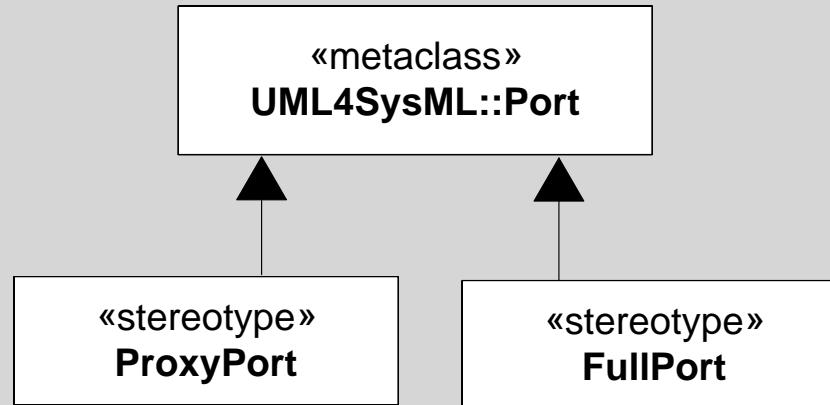 «metaclass»
UML4SysML::Port
«stereotype»
ProxyPort
«stereotype»
FullPort